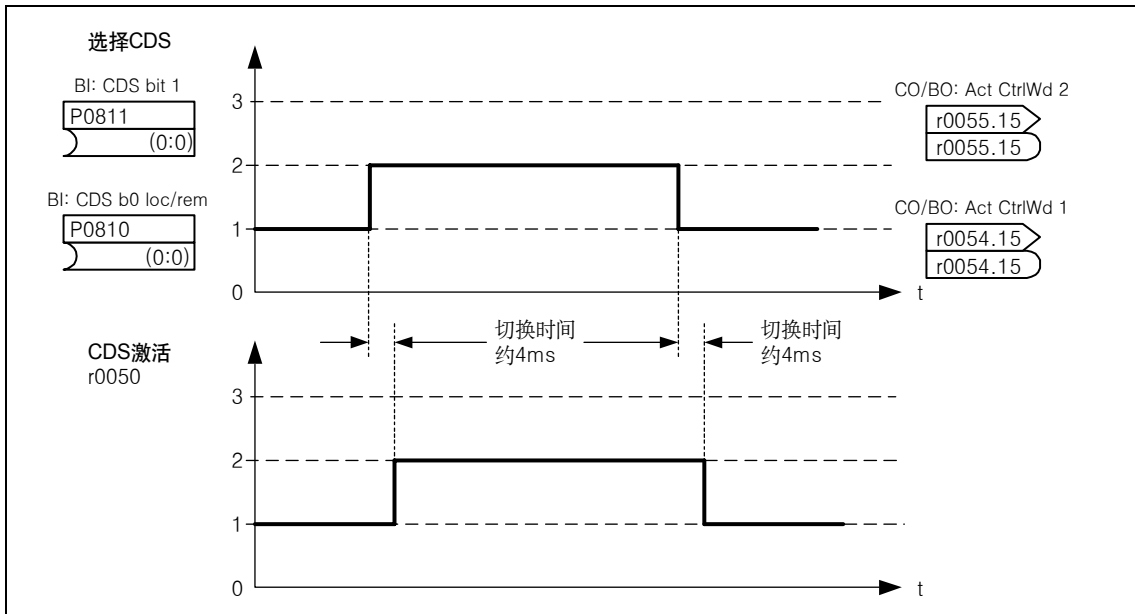 选择CDS
BI: CDS bit 1
P0811
(0:0)
BI: CDS b0 loc/rem
P0810
(0:0)
3
2
1
0
t
CO/BO: Act CtrlWd 2
r0055.15
r0055.15
CO/BO: Act CtrlWd 1
r0054.15
r0054.15
切换时间
约4ms
切换时间
约4ms
CDS激活
r0050
3
2
1
0
t